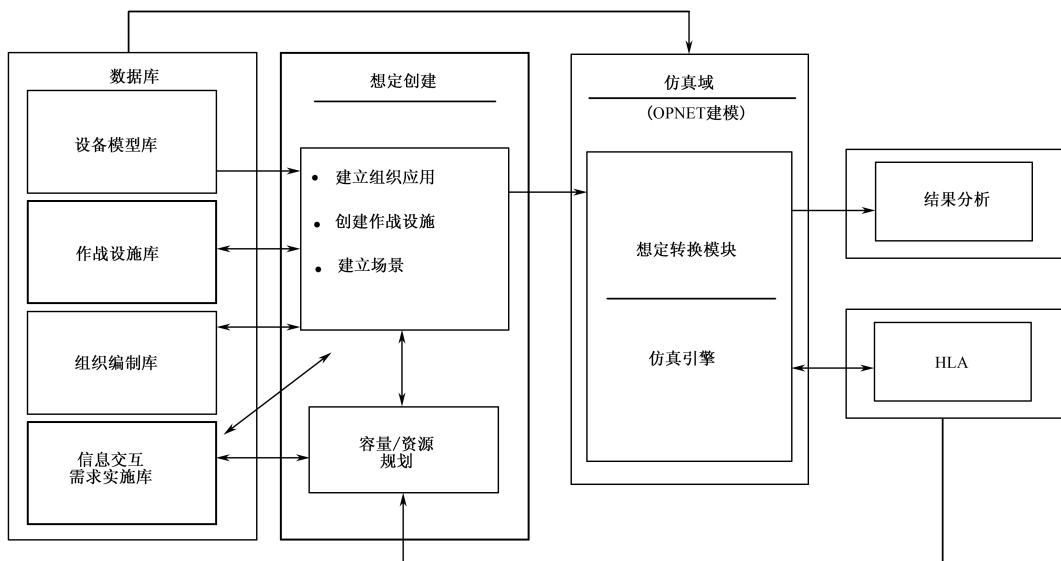 数据库
设备模型库
作战设施库
组织编制库
信息交互
需求实施库
想定创建
• 建立组织应用
• 创建作战设施
• 建立场景
容量/资源
规划
仿真域
(OPNET建模)
想定转换模块
仿真引擎
结果分析
HLA